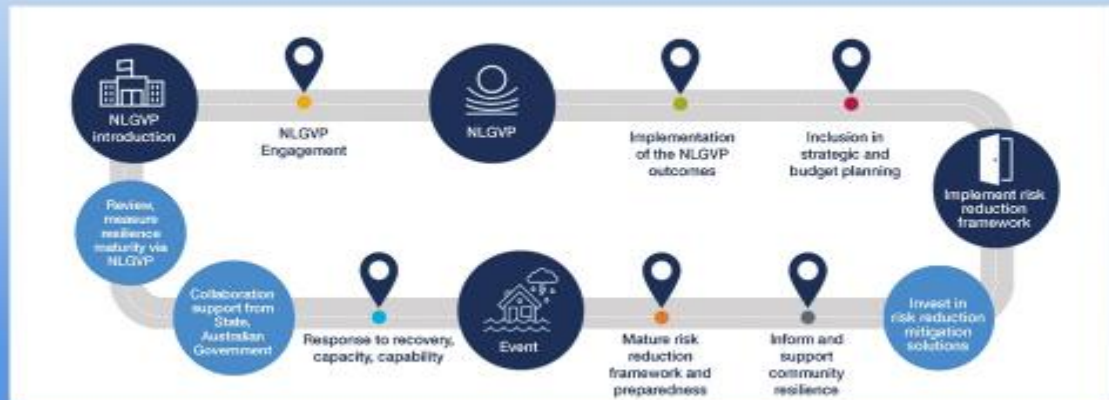 NLGVP
introduction
NLGVP
Engagement
NLGVP
Implementation
of the NLGVP
outcomes
Inclusion in
strategic and
budget planning
Implement risk
reduction
framework
Invest in
risk reduction
mitigation
solutions
Inform and
support
community
resilience
Mature risk
reduction
framework and
preparedness
Event
Response to recovery,
capacity, capability
Collaboration
support from
State,
Australian
Government
Review,
measure
resilience
maturity via
NLGVP